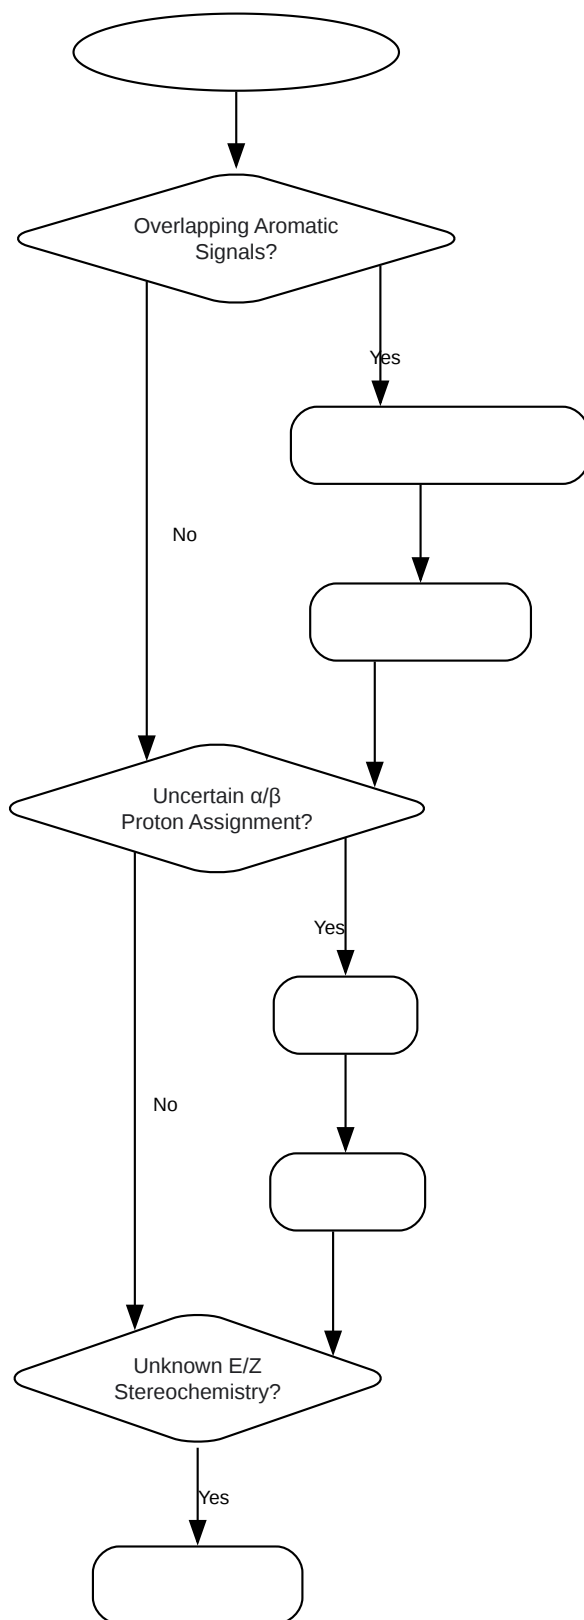 Overlapping Aromatic
Signals?
Yes
No
Uncertain α/β
Proton Assignment?
Yes
No
Unknown E/Z
Stereochemistry?
Yes